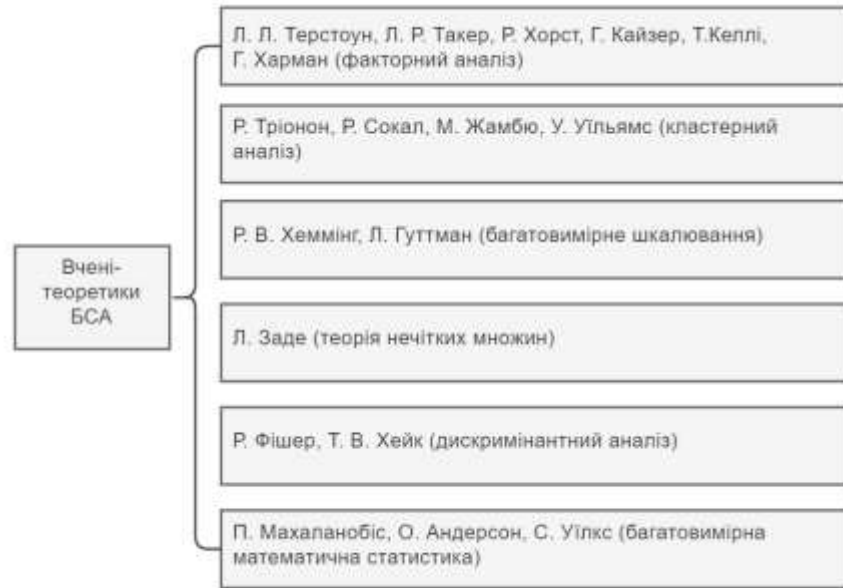 Л. Л. Терстоун, Л. Р. Такер, Р. Хорст, Г. Кайзер, Т.Келлі,
Г. Харман (факторний аналіз)
Р. Тріонон, Р. Сокал, М. Жамбю, У. Уїльямс (кластерний
аналіз)
Р. В. Хеммінг, Л. Гуттман (багатовимірне шкалювання)
Вчені-
теоретики
БСА
Л. Заде (теорія нечітких множин)
Р. Фішер, Т. В. Хейк (дискримінантний аналіз)
П. Махаланобіс, О. Андерсон, С. Уїлкс (багатовимірна
математична статистика)